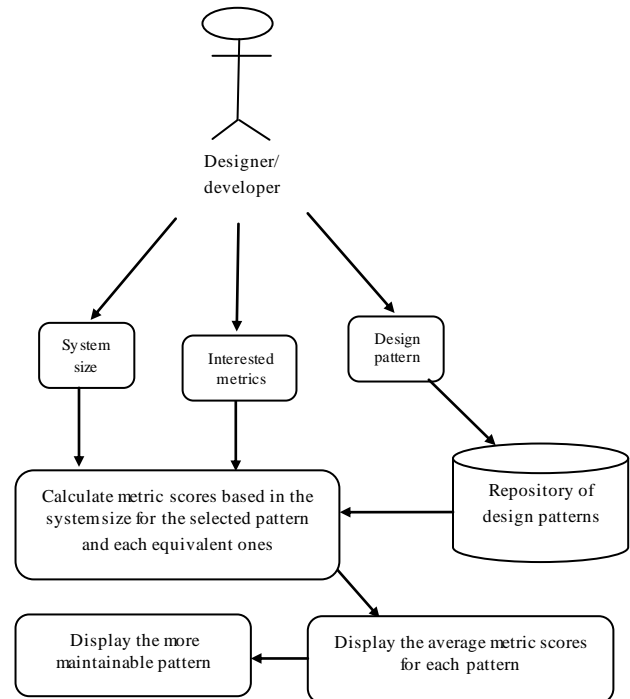 Designer/
developer
System
size
Interested
metrics
Design
pattern
Calculate metric scores based in the
system size for the selected pattern
and each equivalent ones
Repository of
design patterns
Display the more
maintainable pattern
Display the average metric scores
for each pattern